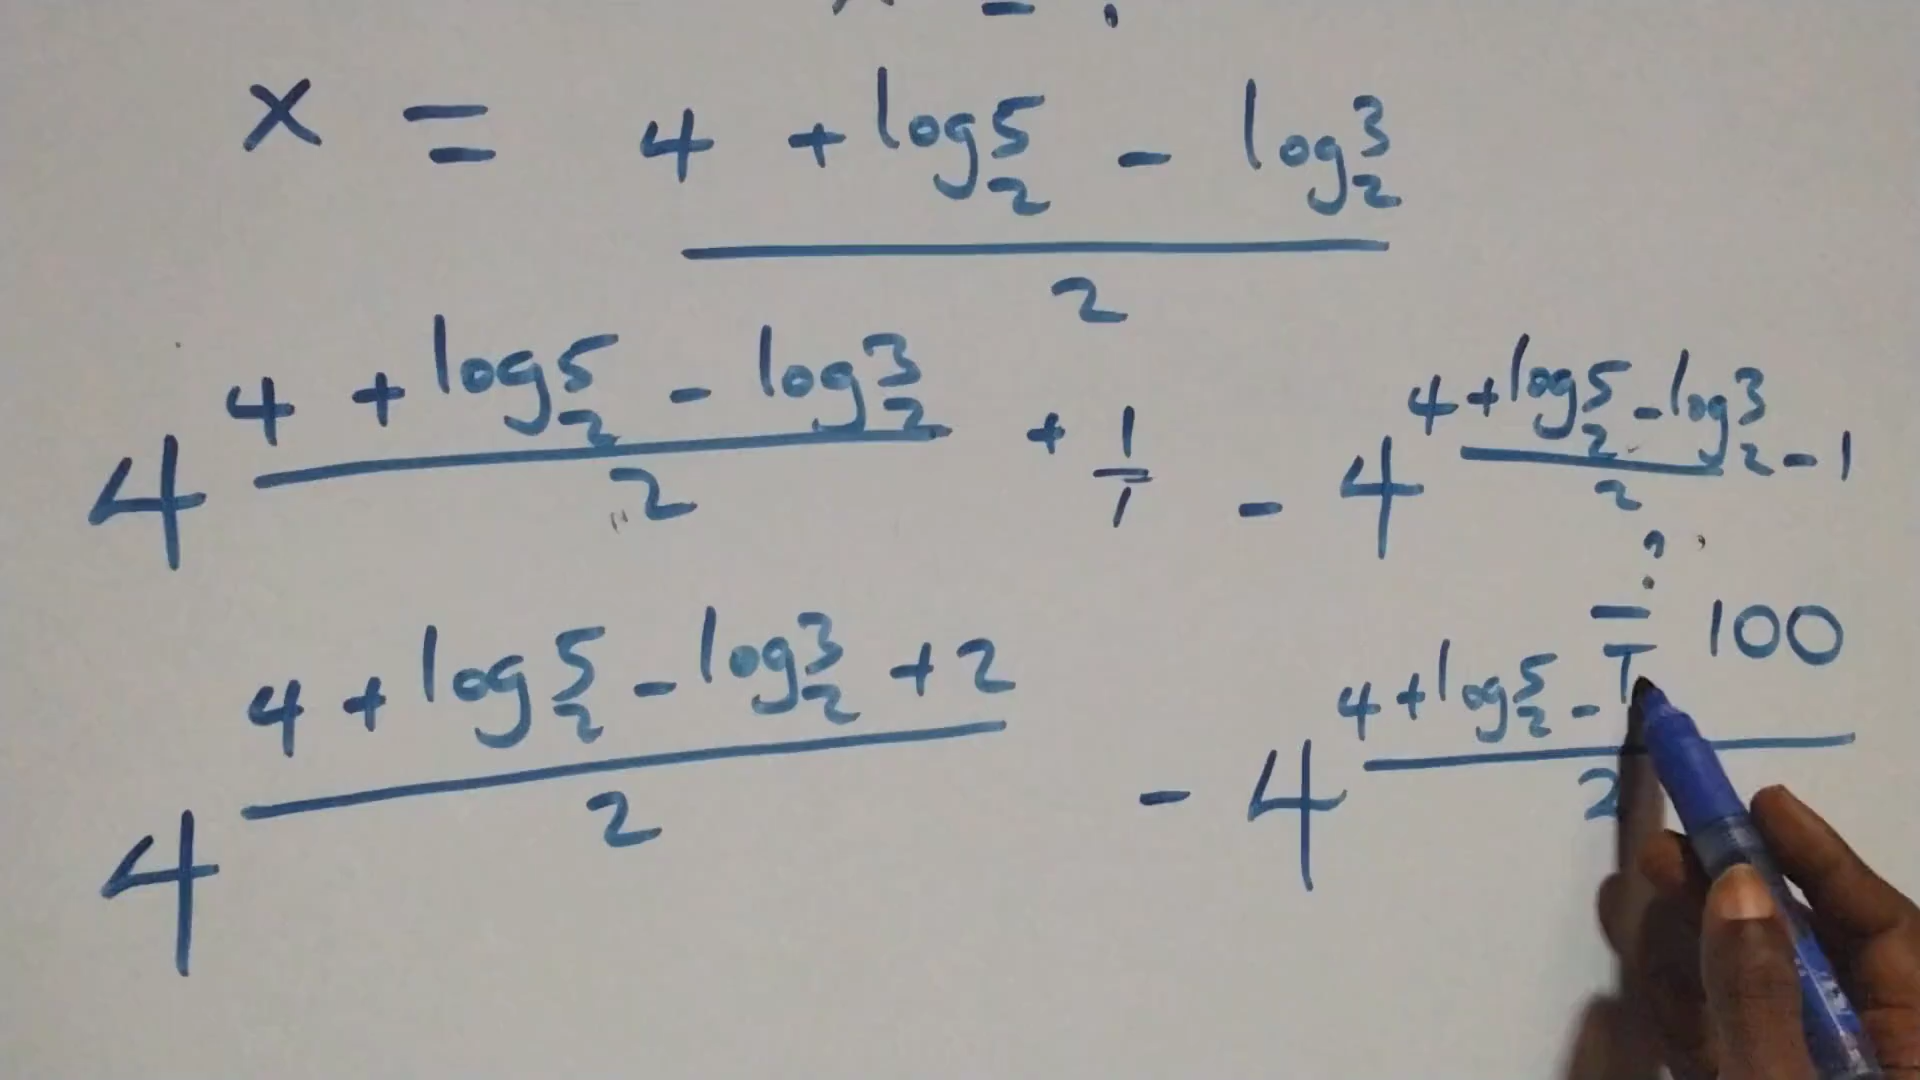 x = ?
x = (4 + log₂5 - log₂3)/2
4^((4 + log₂5 - log₂3)/2 + 1/1) - 4^((4 + log₂5 - log₂3)/2 - 1) =? 100
4^((4 + log₂5 - log₂3 + 2)/2) - 4^((4 + log₂5 -)/2)